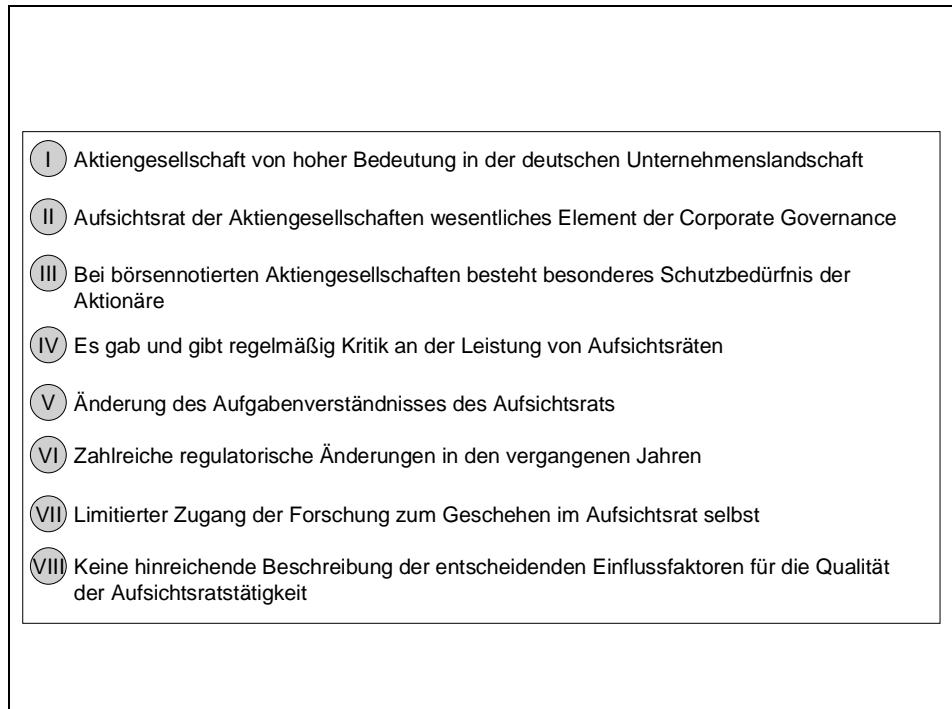 I Aktiengesellschaft von hoher Bedeutung in der deutschen Unternehmenslandschaft
II Aufsichtsrat der Aktiengesellschaften wesentliches Element der Corporate Governance
III Bei börsennotierten Aktiengesellschaften besteht besonderes Schutzbedürfnis der
Aktionäre
IV Es gab und gibt regelmäßig Kritik an der Leistung von Aufsichtsräten
V Änderung des Aufgabenverständnisses des Aufsichtsrats
VI Zahlreiche regulatorische Änderungen in den vergangenen Jahren
VII Limitierter Zugang der Forschung zum Geschehen im Aufsichtsrat selbst
VIII Keine hinreichende Beschreibung der entscheidenden Einflussfaktoren für die Qualität
der Aufsichtsratstätigkeit